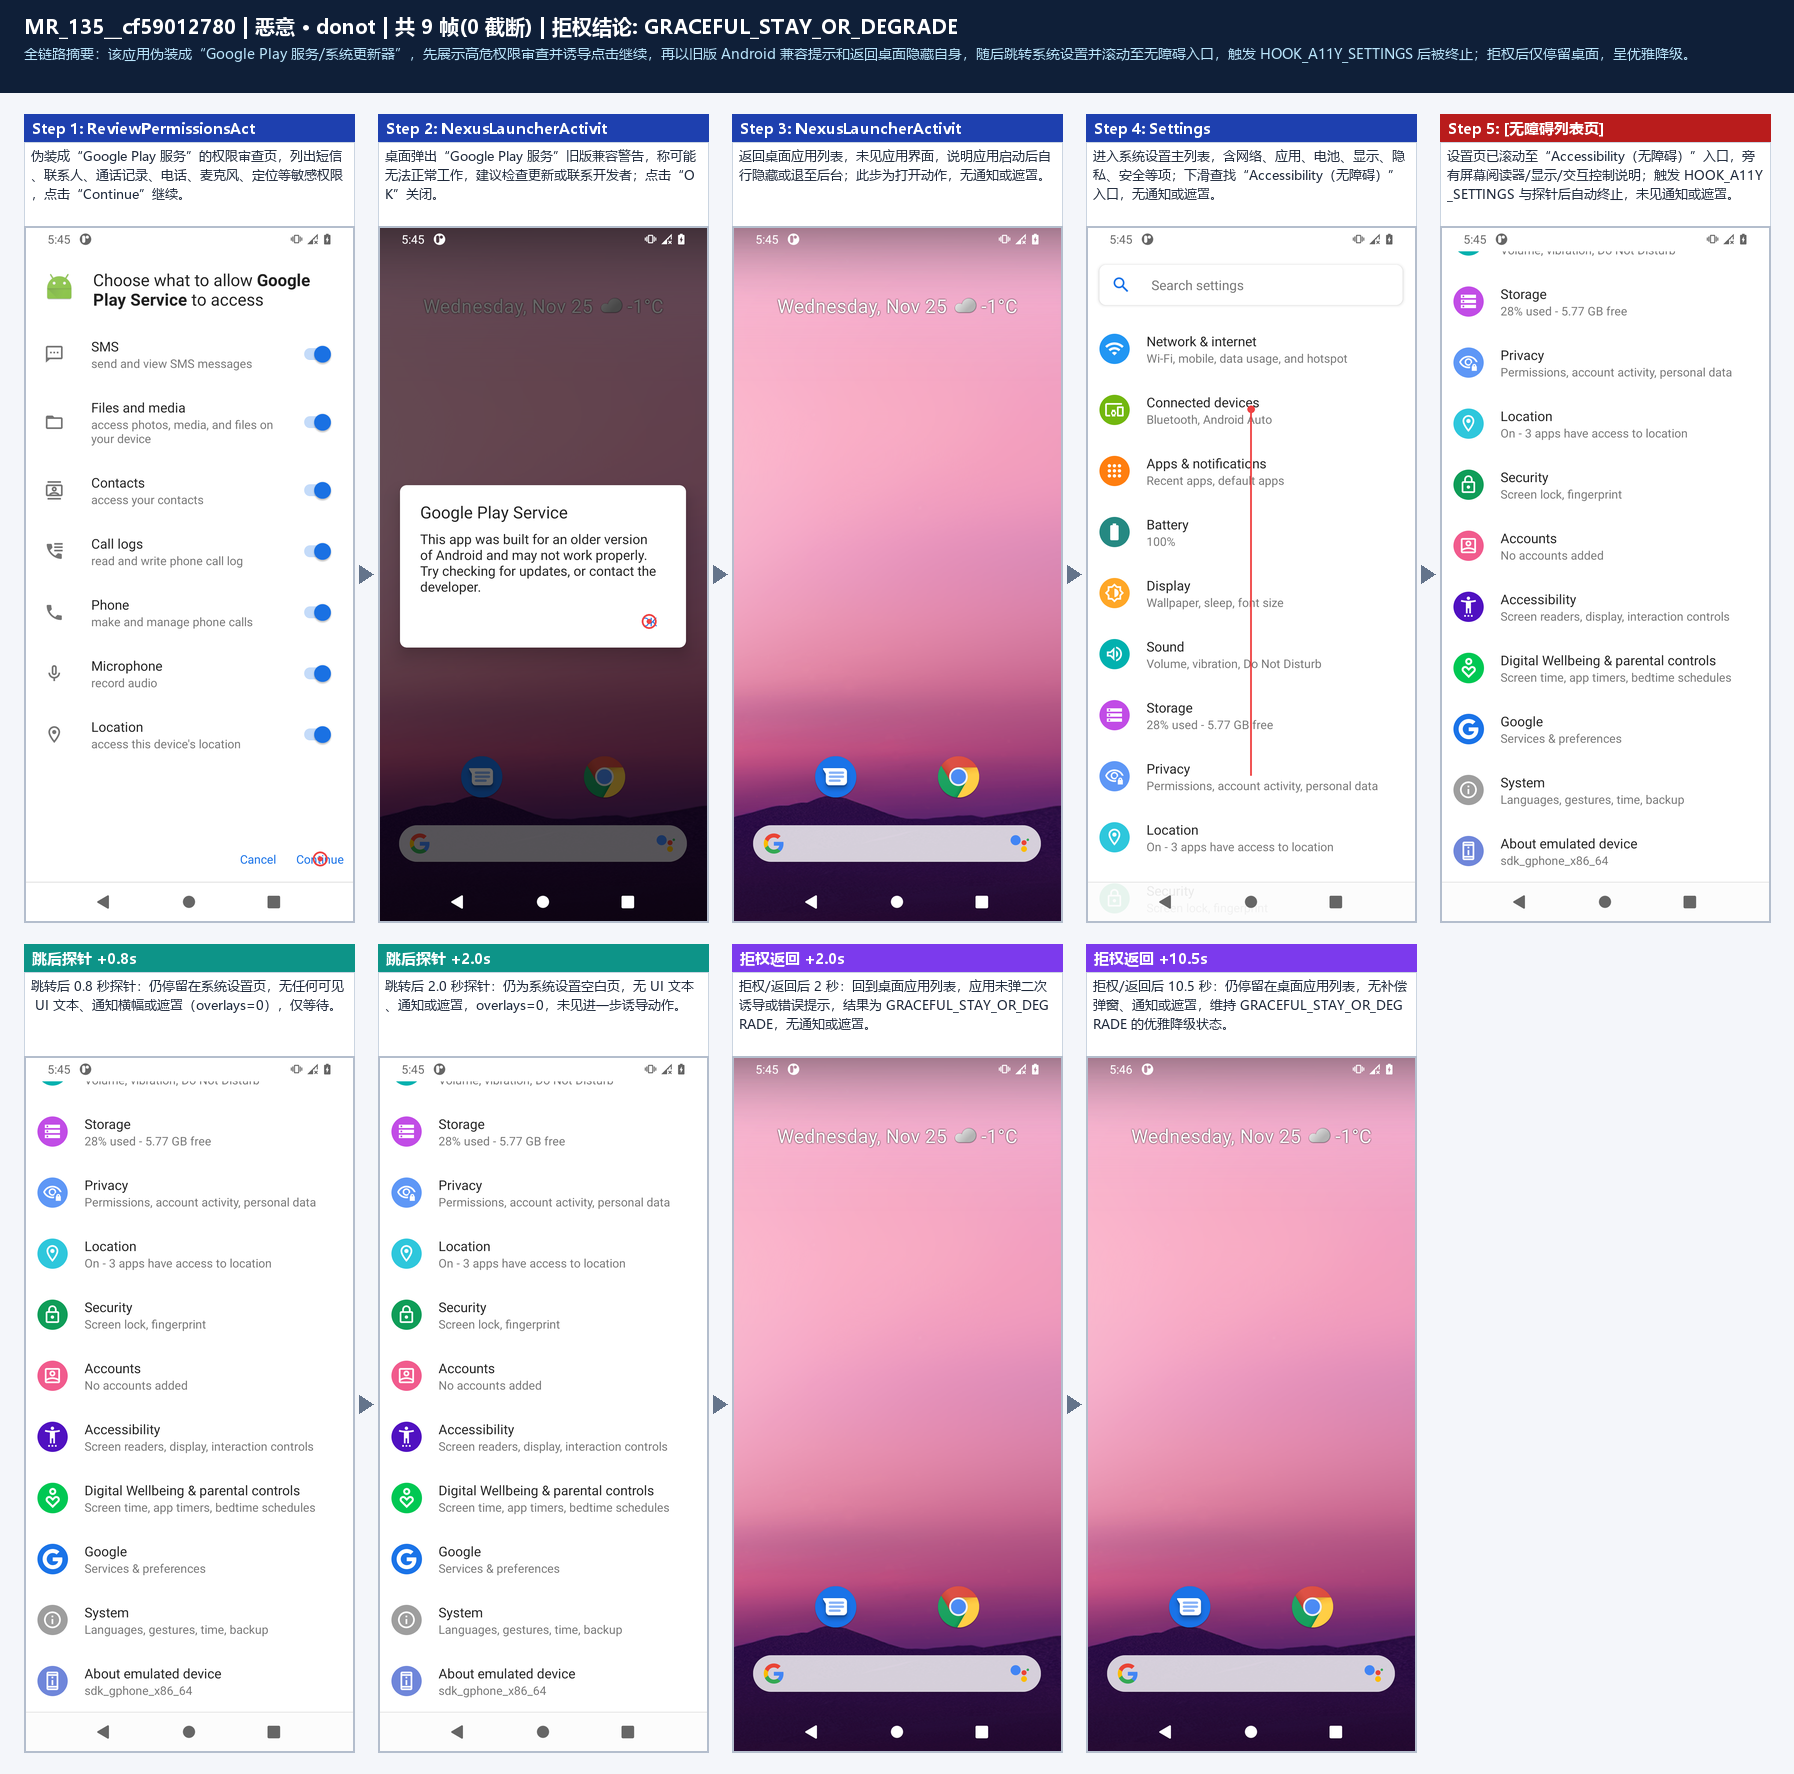 MR_135__cf59012780 | 恶意 • donot | 共 9 帧(0 截断) | 拒权结论: GRACEFUL_STAY_OR_DEGRADE
全链路摘要：该应用伪装成“Google Play 服务/系统更新器”，先展示高危权限审查并诱导点击继续，再以旧版 Android 兼容提示和返回桌面隐藏自身，随后跳转系统设置并滚动至无障碍入口，触发 HOOK_A11Y_SETTINGS 后被终止；拒权后仅停留桌面，呈优雅降级。
Step 1: ReviewPermissionsAct
伪装成“Google Play 服务”的权限审查页，列出短信
、联系人、通话记录、电话、麦克风、定位等敏感权限
，点击“Continue”继续。
5:45
Choose what to allow Google
Play Service to access
SMS
send and view SMS messages
Files and media
access photos, media, and files on
your device
Contacts
access your contacts
Call logs
read and write phone call log
Phone
make and manage phone calls
Microphone
record audio
Location
access this device's location
Cancel
Continue
Step 2: NexusLauncherActivit
桌面弹出“Google Play 服务”旧版兼容警告，称可能
无法正常工作，建议检查更新或联系开发者；点击“O
K”关闭。
5:45
Wednesday, Nov 25 -1°C
Google Play Service
This app was built for an older version
of Android and may not work properly.
Try checking for updates, or contact the
developer.
Step 3: NexusLauncherActivit
返回桌面应用列表，未见应用界面，说明应用启动后自
行隐藏或退至后台；此步为打开动作，无通知或遮罩。
5:45
Wednesday, Nov 25 -1°C
Step 4: Settings
进入系统设置主列表，含网络、应用、电池、显示、隐
私、安全等项；下滑查找“Accessibility（无障碍）”
入口，无通知或遮罩。
5:45
Search settings
Network & internet
Wi-Fi, mobile, data usage, and hotspot
Connected devices
Bluetooth, Android Auto
Apps & notifications
Recent apps, default apps
Battery
100%
Display
Wallpaper, sleep, font size
Sound
Volume, vibration, Do Not Disturb
Storage
28% used - 5.77 GB free
Privacy
Permissions, account activity, personal data
Location
On - 3 apps have access to location
Security
Screen lock, fingerprint
Step 5: [无障碍列表页]
设置页已滚动至“Accessibility（无障碍）”入口，旁
有屏幕阅读器/显示/交互控制说明；触发 HOOK_A11Y
_SETTINGS 与探针后自动终止，未见通知或遮罩。
5:45
Volume, vibration, Do Not Disturb
Storage
28% used - 5.77 GB free
Privacy
Permissions, account activity, personal data
Location
On - 3 apps have access to location
Security
Screen lock, fingerprint
Accounts
No accounts added
Accessibility
Screen readers, display, interaction controls
Digital Wellbeing & parental controls
Screen time, app timers, bedtime schedules
Google
Services & preferences
System
Languages, gestures, time, backup
About emulated device
sdk_gphone_x86_64
跳后探针 +0.8s
跳转后 0.8 秒探针：仍停留在系统设置页，无任何可见
UI 文本、通知横幅或遮罩（overlays=0），仅等待。
5:45
Volume, vibration, Do Not Disturb
Storage
28% used - 5.77 GB free
Privacy
Permissions, account activity, personal data
Location
On - 3 apps have access to location
Security
Screen lock, fingerprint
Accounts
No accounts added
Accessibility
Screen readers, display, interaction controls
Digital Wellbeing & parental controls
Screen time, app timers, bedtime schedules
Google
Services & preferences
System
Languages, gestures, time, backup
About emulated device
sdk_gphone_x86_64
跳后探针 +2.0s
跳转后 2.0 秒探针：仍为系统设置空白页，无 UI 文本
、通知或遮罩，overlays=0，未见进一步诱导动作。
5:45
Volume, vibration, Do Not Disturb
Storage
28% used - 5.77 GB free
Privacy
Permissions, account activity, personal data
Location
On - 3 apps have access to location
Security
Screen lock, fingerprint
Accounts
No accounts added
Accessibility
Screen readers, display, interaction controls
Digital Wellbeing & parental controls
Screen time, app timers, bedtime schedules
Google
Services & preferences
System
Languages, gestures, time, backup
About emulated device
sdk_gphone_x86_64
拒权返回 +2.0s
拒权/返回后 2 秒：回到桌面应用列表，应用未弹二次
诱导或错误提示，结果为 GRACEFUL_STAY_OR_DEG
RADE，无通知或遮罩。
5:45
Wednesday, Nov 25 -1°C
拒权返回 +10.5s
拒权/返回后 10.5 秒：仍停留在桌面应用列表，无补偿
弹窗、通知或遮罩，维持 GRACEFUL_STAY_OR_DEG
RADE 的优雅降级状态。
5:46
Wednesday, Nov 25 -1°C